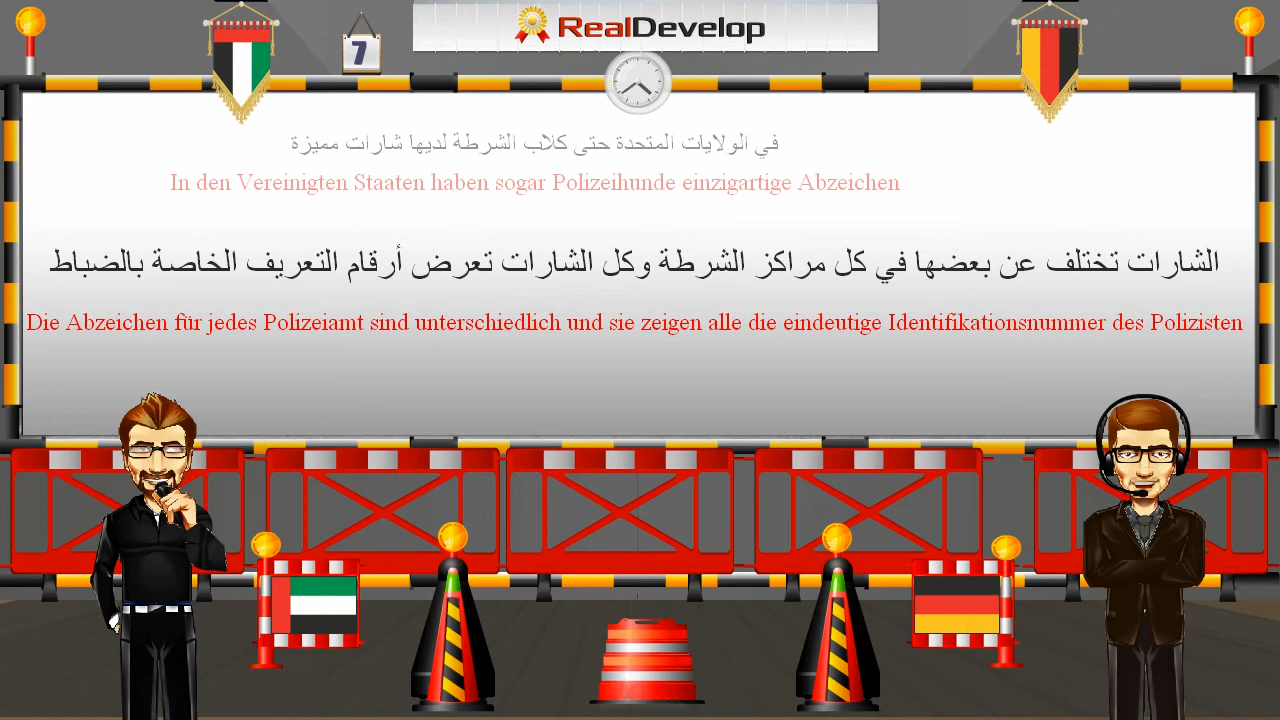 RealDevelop
7
في الولايات المتحدة حتى كلاب الشرطة لديها شارات مميزة
In den Vereinigten Staaten haben sogar Polizeihunde einzigartige Abzeichen
الشارات تختلف عن بعضها في كل مراكز الشرطة وكل الشارات تعرض أرقام التعريف الخاصة بالضباط
Die Abzeichen für jedes Polizeiamt sind unterschiedlich und sie zeigen alle die eindeutige Identifikationsnummer des Polizisten